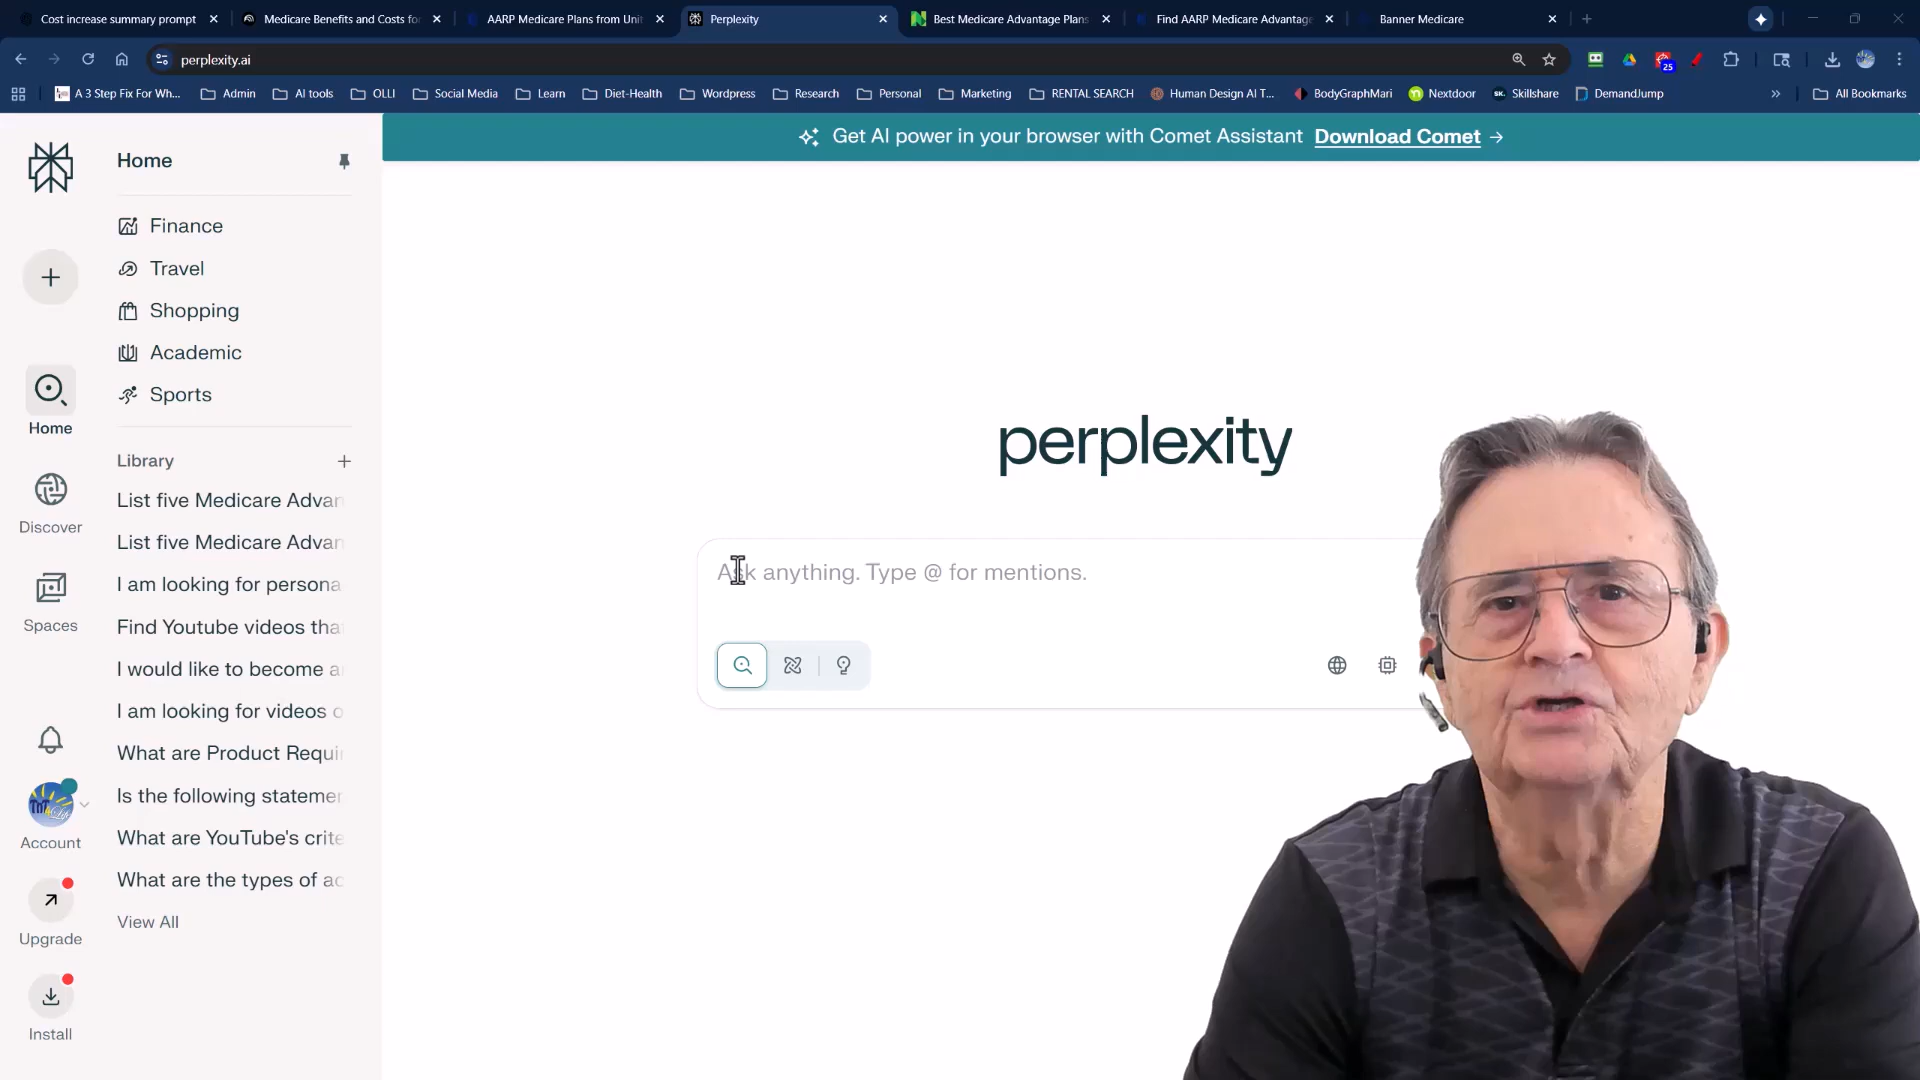 Cost increase summary prompt
Medicare Benefits and Costs for
AARP Medicare Plans from Unit
Perplexity
Best Medicare Advantage Plans
Find AARP Medicare Advantage
Banner Medicare
perplexity.ai
25
A 3 Step Fix For Wh...
Admin
AI tools
OLLI
Social Media
Learn
Diet-Health
Wordpress
Research
Personal
Marketing
RENTAL SEARCH
Human Design AI T...
BodyGraphMari
Nextdoor
SK.
Skillshare
DemandJump
All Bookmarks
Get AI power in your browser with Comet Assistant Download Comet →
Home
Finance
Travel
Shopping
Academic
Sports
Library
List five Medicare Advan
List five Medicare Advan
I am looking for persona
Find Youtube videos tha
I would like to become a
I am looking for videos o
What are Product Requi
Is the following statemer
What are YouTube's crite
What are the types of ac
View All
Home
Discover
Spaces
Account
Upgrade
Install
perplexity
Ask anything. Type @ for mentions.